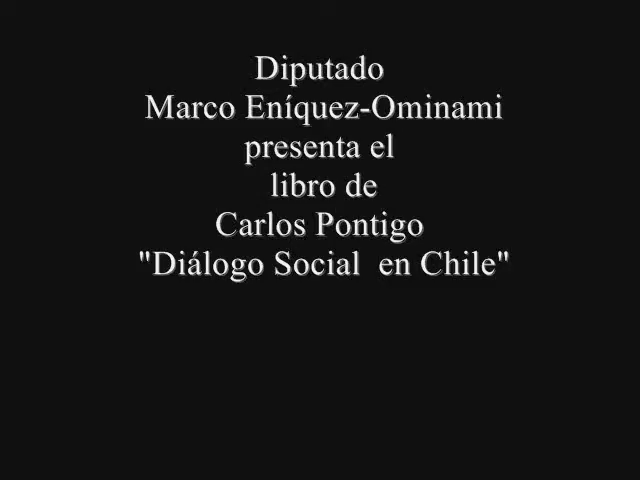 Diputado
Marco Eníquez-Ominami
presenta el
libro de
Carlos Pontigo
"Diálogo Social  en Chile"